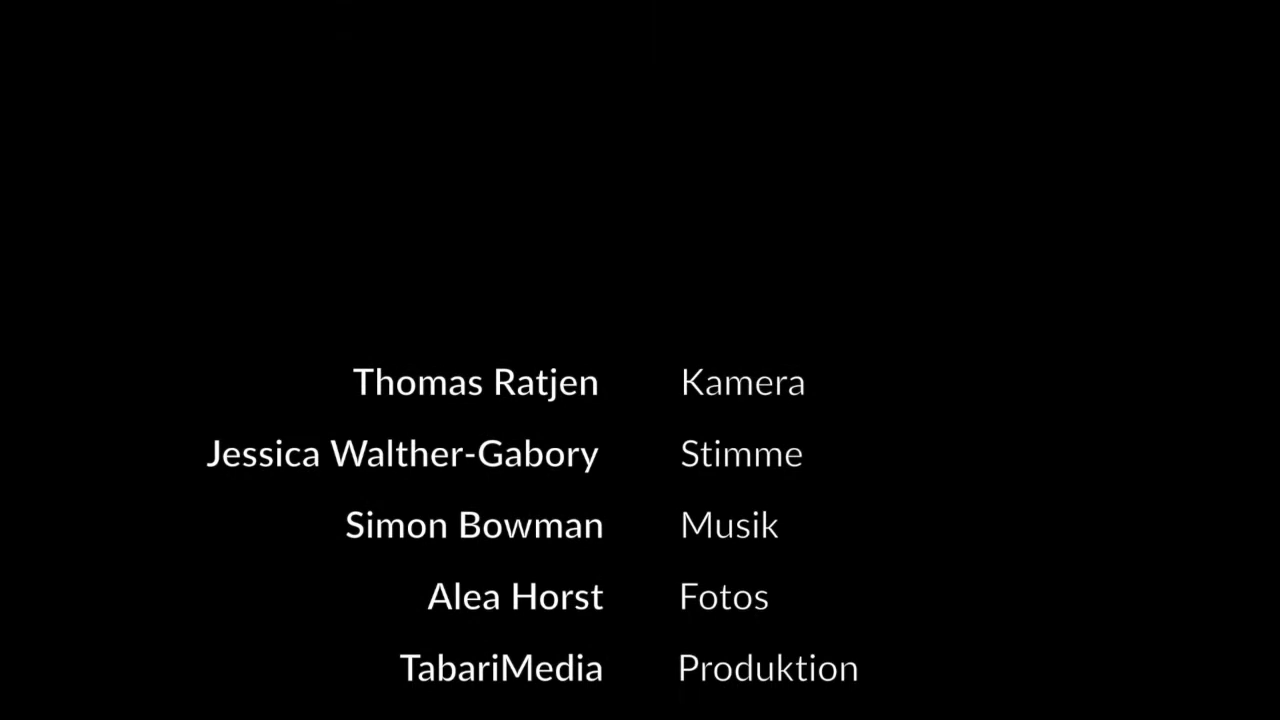 Thomas Ratjen Kamera
Jessica Walther-Gabory Stimme
Simon Bowman Musik
Alea Horst Fotos
TabariMedia Produktion